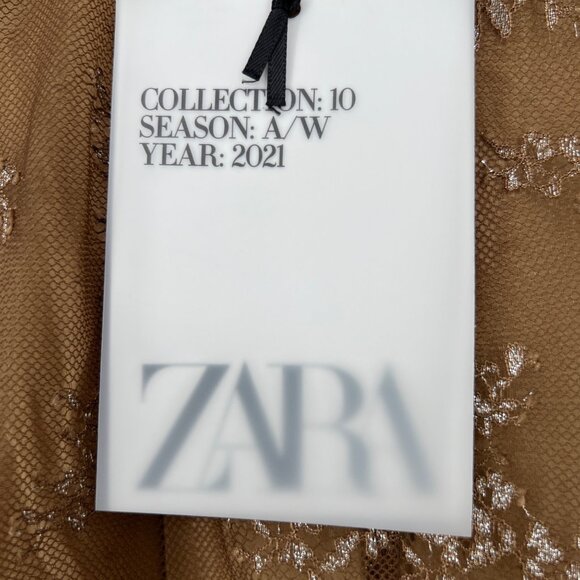 COLLECTION: 10
SEASON: A/W
YEAR: 2021
ZARA